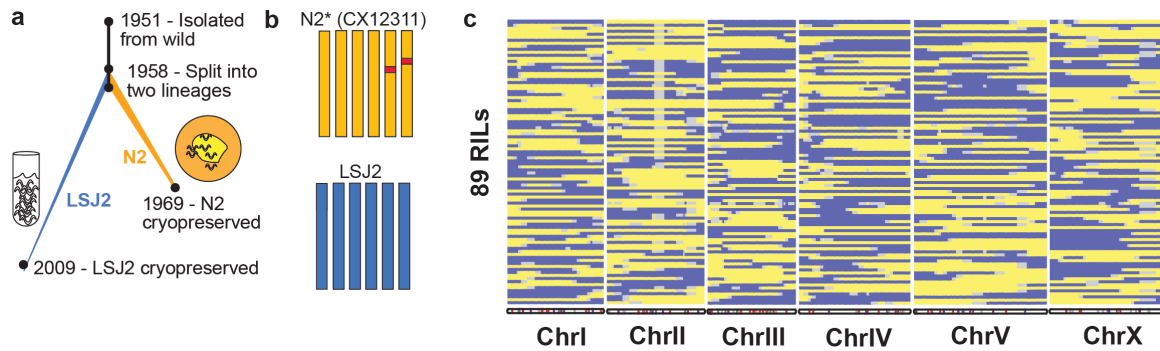 a
1951 - Isolated
from wild
1958 - Split into
two lineages
N2
LSJ2
1969 - N2
cryopreserved
2009 - LSJ2 cryopreserved
b
N2* (CX12311)
LSJ2
c
89 RILs
ChrI
ChrII
ChrIII
ChrIV
ChrV
ChrX